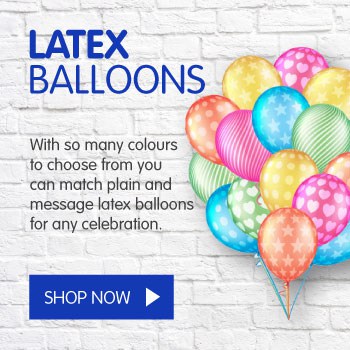 LATEX
BALLOONS
With so many colours
to choose from you
can match plain and
message latex balloons
for any celebration.
SHOP NOW